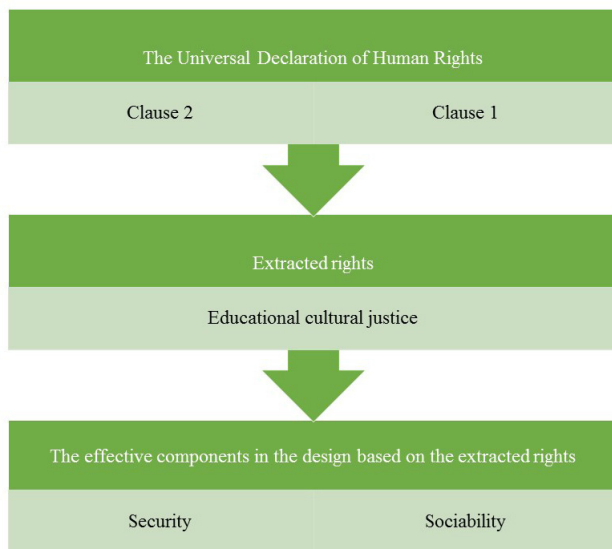 The Universal Declaration of Human Rights
Clause 2
Clause 1
Extracted rights
Educational cultural justice
The effective components in the design based on the extracted rights
Security
Sociability